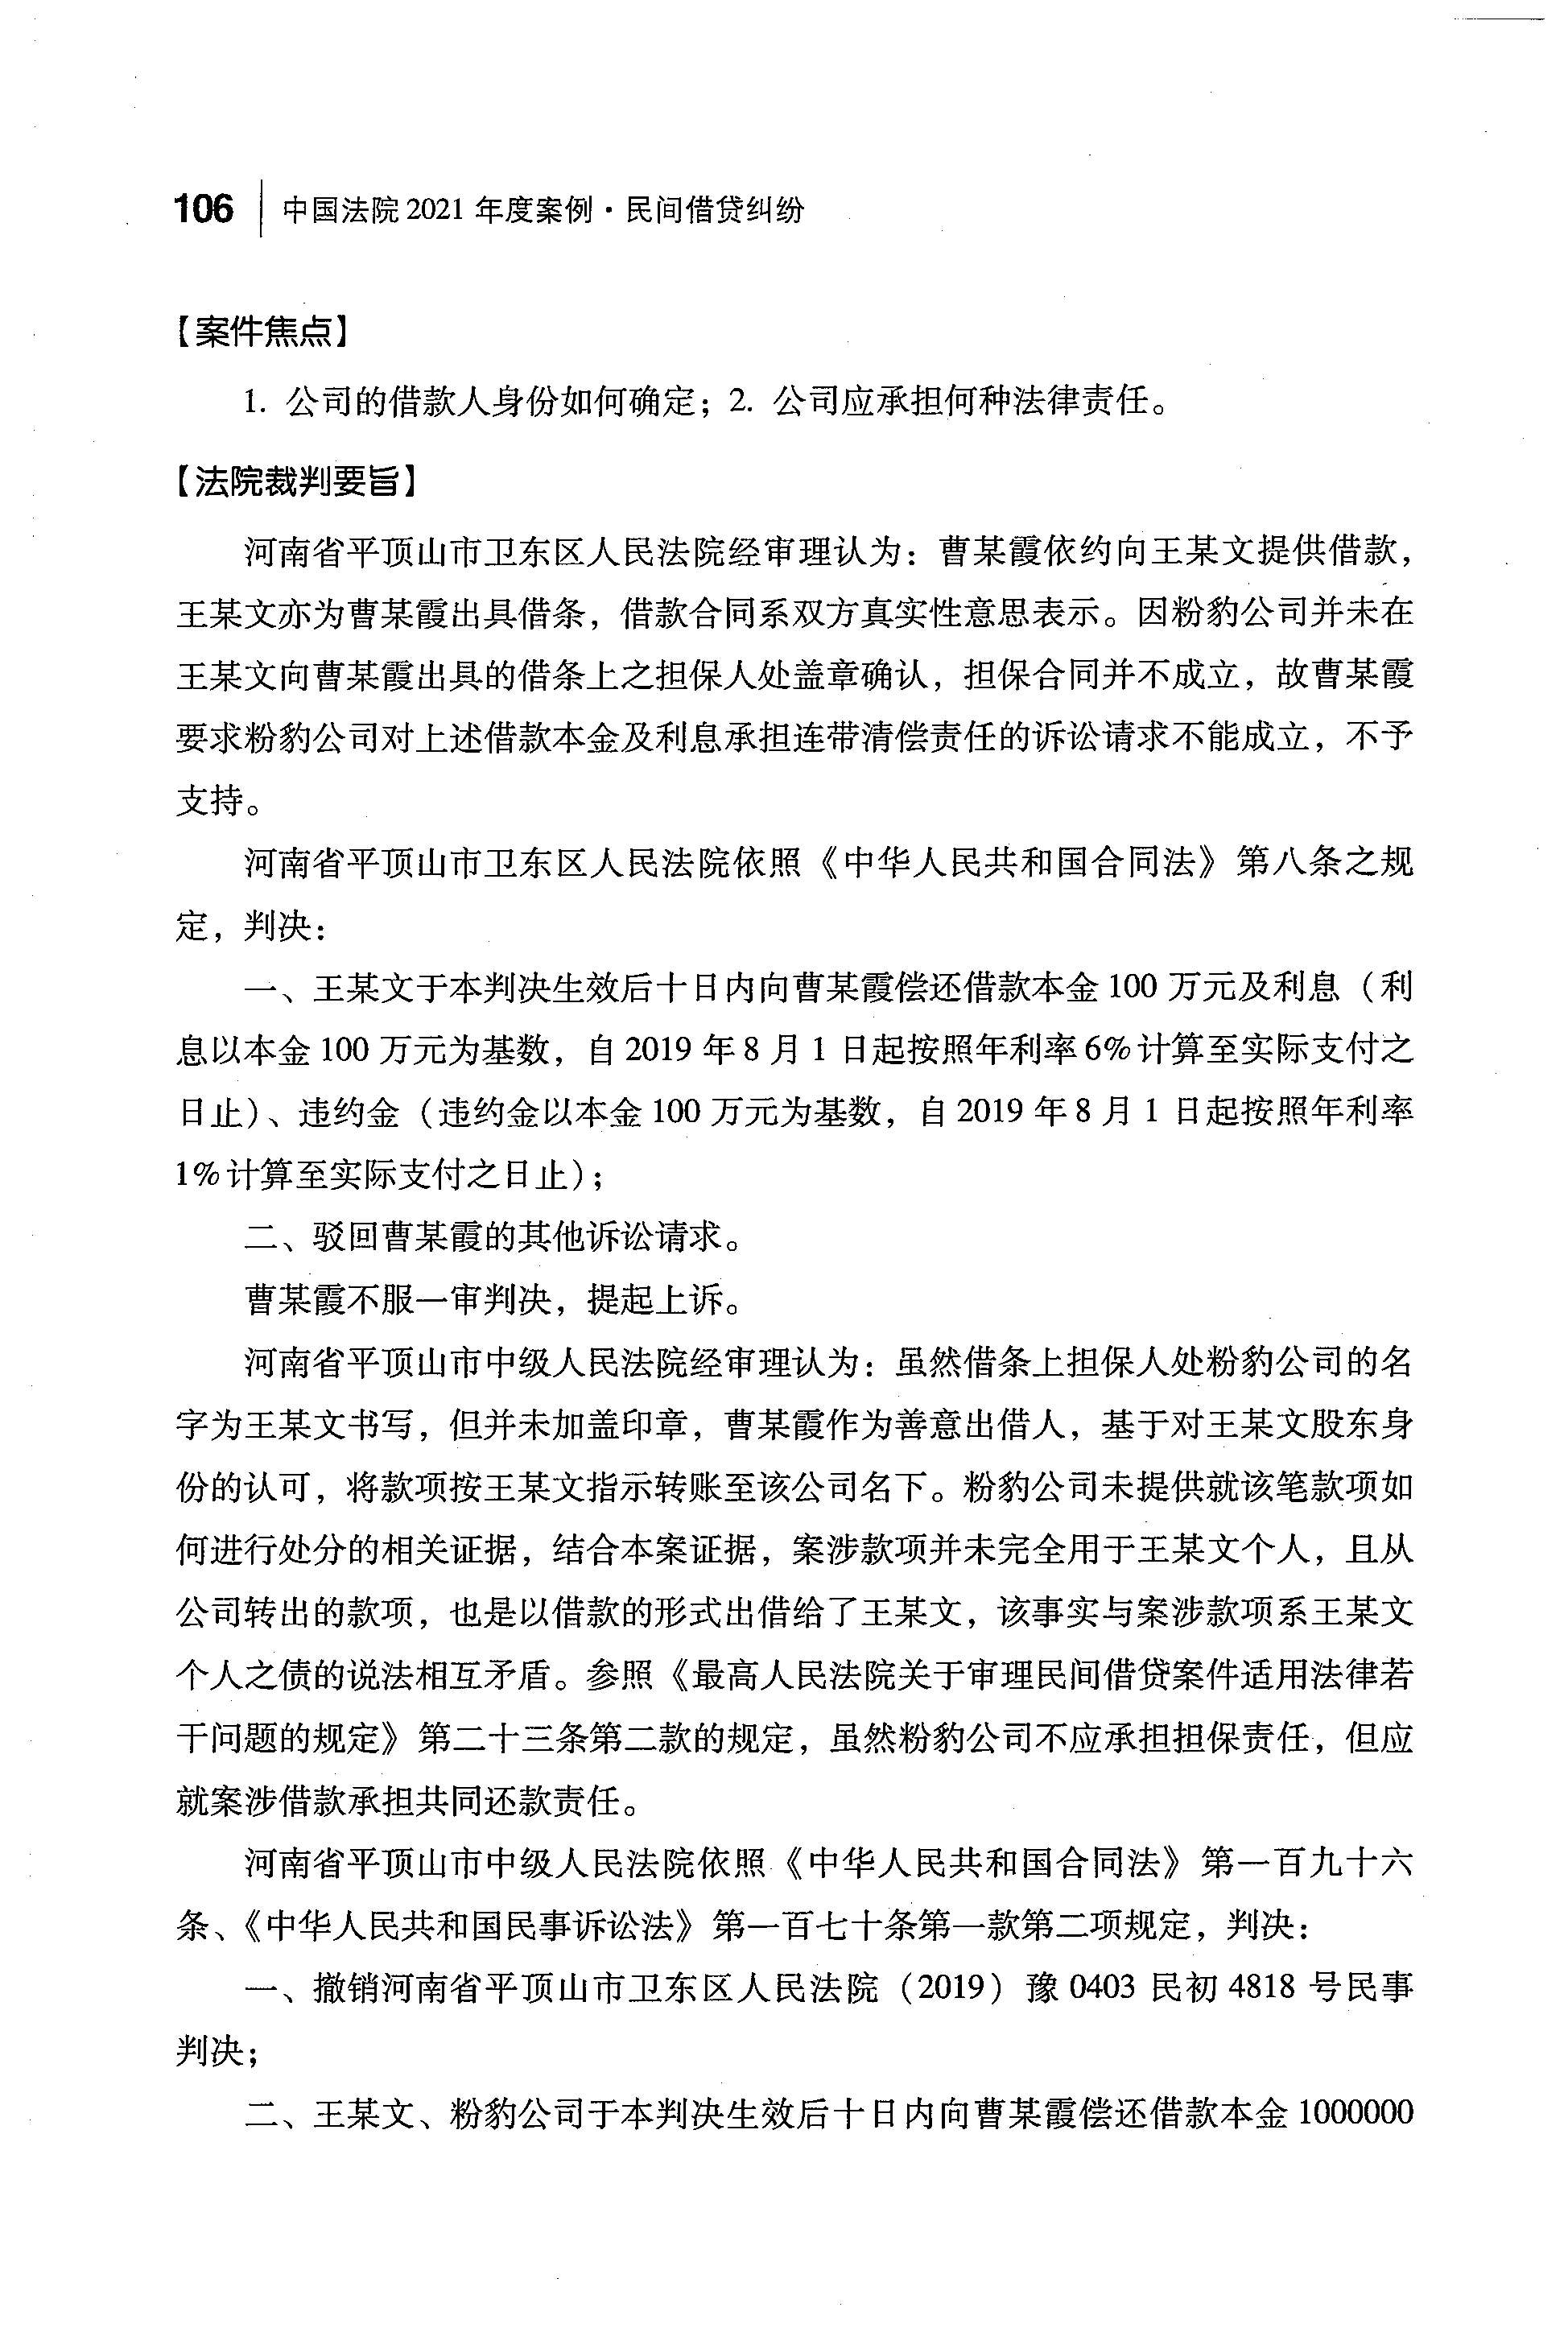 106 中国法院2021年度案例·民间借贷纠纷
【案件焦点】
1. 公司的借款人身份如何确定；2. 公司应承担何种法律责任。
【法院裁判要旨】
河南省平顶山市卫东区人民法院经审理认为：曹某霞依约向王某文提供借款，
王某文亦为曹某霞出具借条，借款合同系双方真实性意思表示。因粉豹公司并未在
王某文向曹某霞出具的借条上之担保人处盖章确认，担保合同并不成立，故曹某霞
要求粉豹公司对上述借款本金及利息承担连带清偿责任的诉讼请求不能成立，不予
支持。
河南省平顶山市卫东区人民法院依照《中华人民共和国合同法》第八条之规
定，判决：
一、王某文于本判决生效后十日内向曹某霞偿还借款本金100万元及利息（利
息以本金100万元为基数，自2019年8月1日起按照年利率6%计算至实际支付之
日止）、违约金（违约金以本金100万元为基数，自2019年8月1日起按照年利率
1%计算至实际支付之日止）；
二、驳回曹某霞的其他诉讼请求。
曹某霞不服一审判决，提起上诉。
河南省平顶山市中级人民法院经审理认为：虽然借条上担保人处粉豹公司的名
字为王某文书写，但并未加盖印章，曹某霞作为善意出借人，基于对王某文股东身
份的认可，将款项按王某文指示转账至该公司名下。粉豹公司未提供就该笔款项如
何进行处分的相关证据，结合本案证据，案涉款项并未完全用于王某文个人，且从
公司转出的款项，也是以借款的形式出借给了王某文，该事实与案涉款项系王某文
个人之债的说法相互矛盾。参照《最高人民法院关于审理民间借贷案件适用法律若
干问题的规定》第二十三条第二款的规定，虽然粉豹公司不应承担担保责任，但应
就案涉借款承担共同还款责任。
河南省平顶山市中级人民法院依照《中华人民共和国合同法》第一百九十六
条、《中华人民共和国民事诉讼法》第一百七十条第一款第二项规定，判决：
一、撤销河南省平顶山市卫东区人民法院（2019）豫0403民初4818号民事
判决；
二、王某文、粉豹公司于本判决生效后十日内向曹某霞偿还借款本金1000000